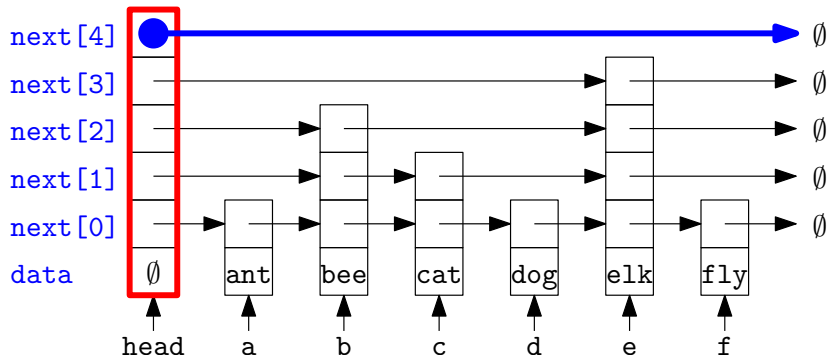 next[4] ∅
next[3] ∅
next[2] ∅
next[1] ∅
next[0] ∅
data ∅ ant bee cat dog elk fly
head a b c d e f